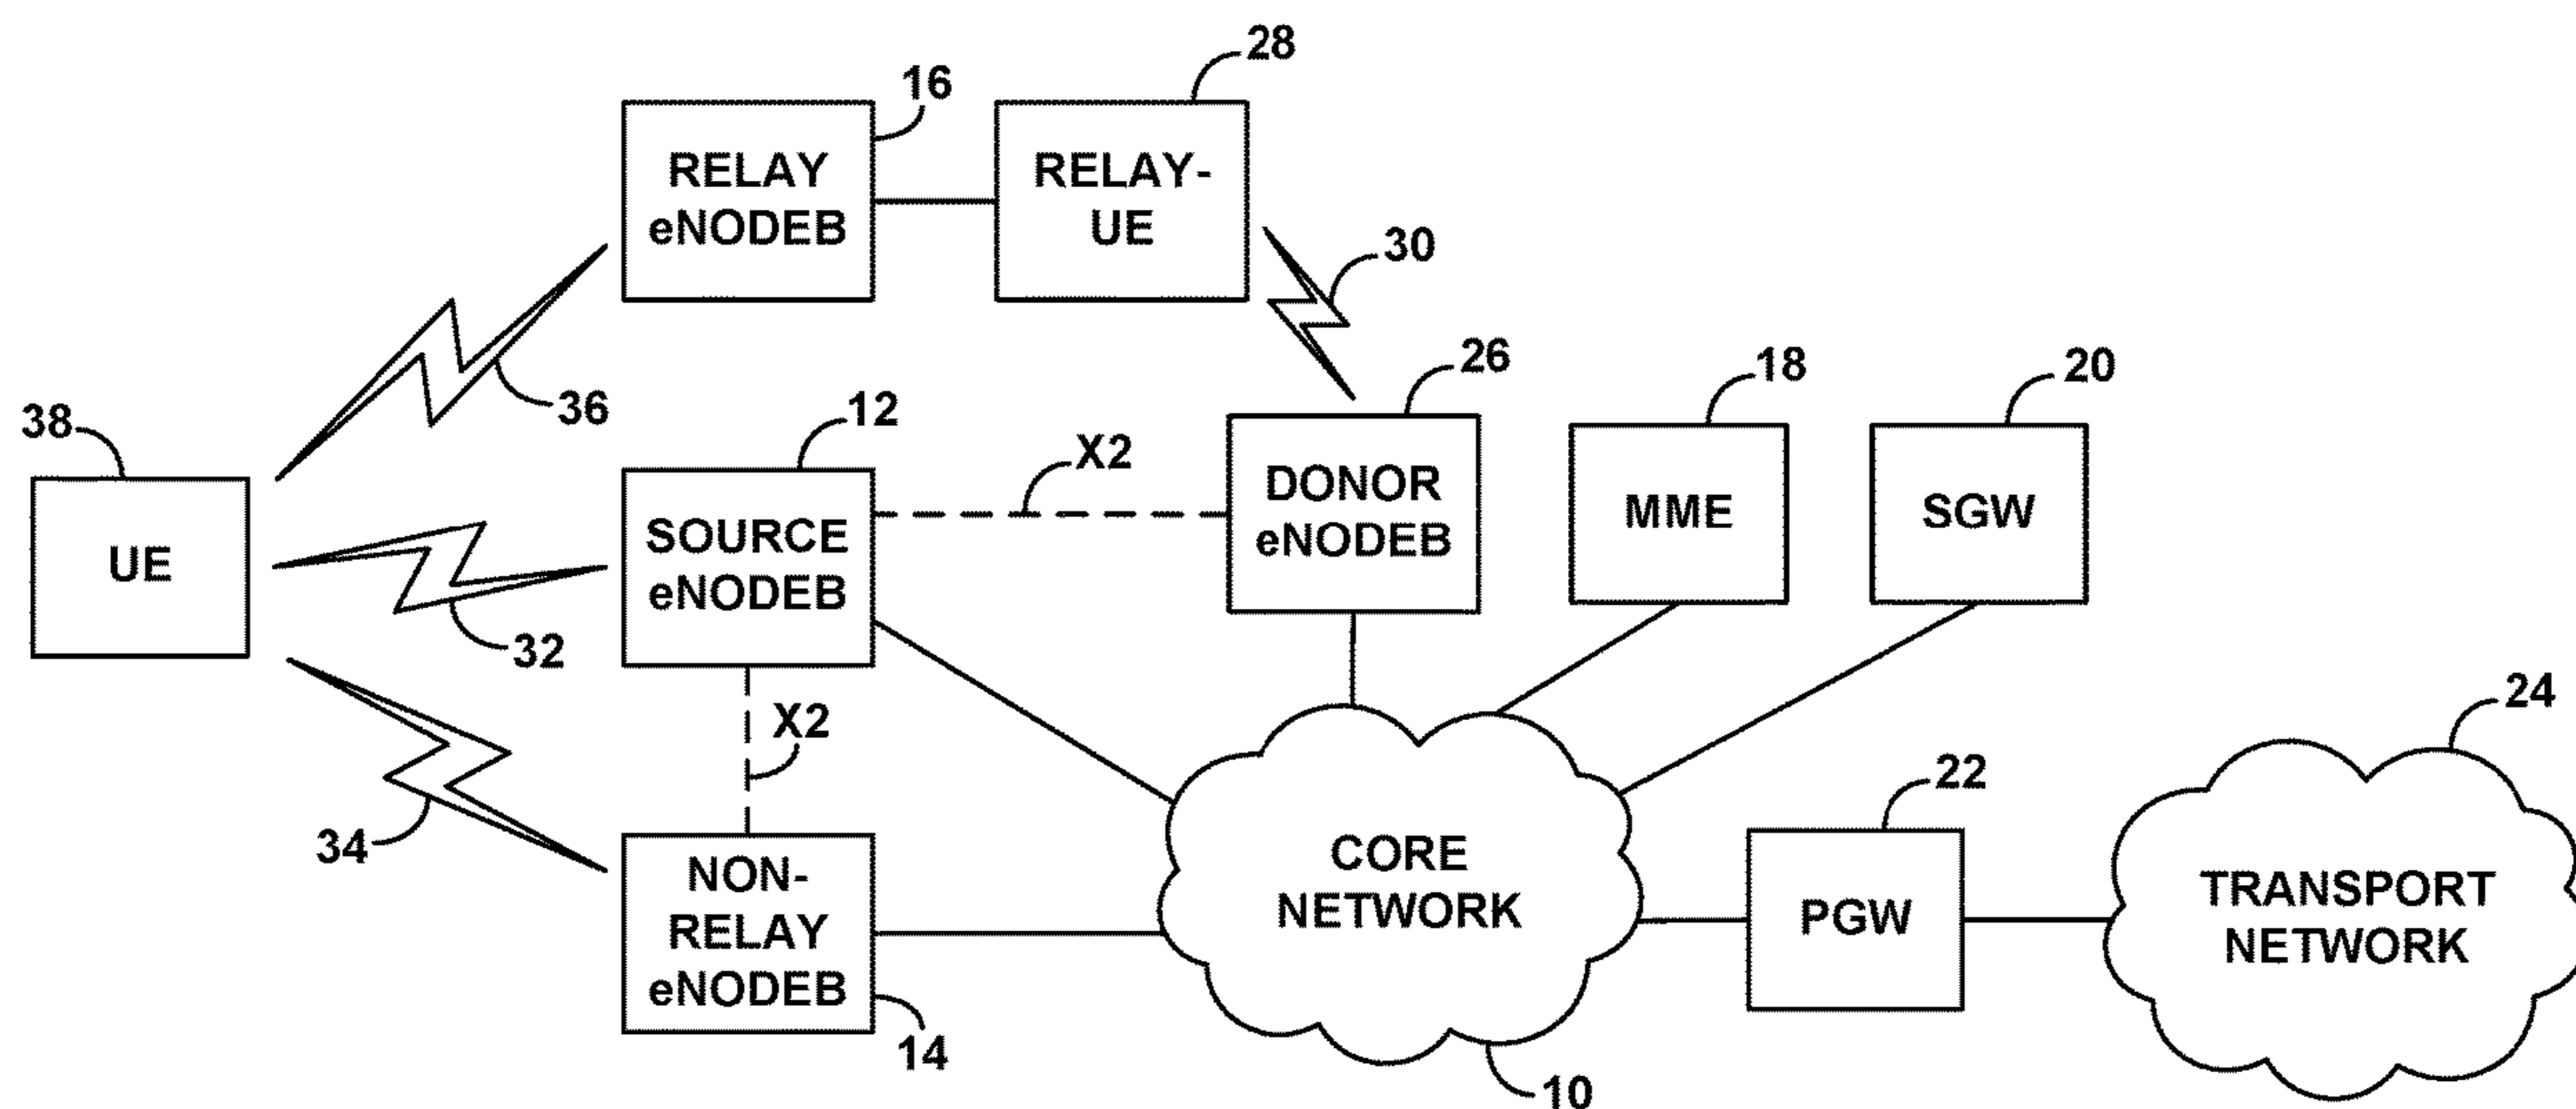 28
16
RELAY
eNODEB
RELAY-
UE
30
26
18
20
36
38
12
X2
DONOR
eNODEB
MME
SGW
UE
SOURCE
eNODEB
32
X2
24
22
34
NON-
RELAY
eNODEB
CORE
NETWORK
PGW
TRANSPORT
NETWORK
14
10